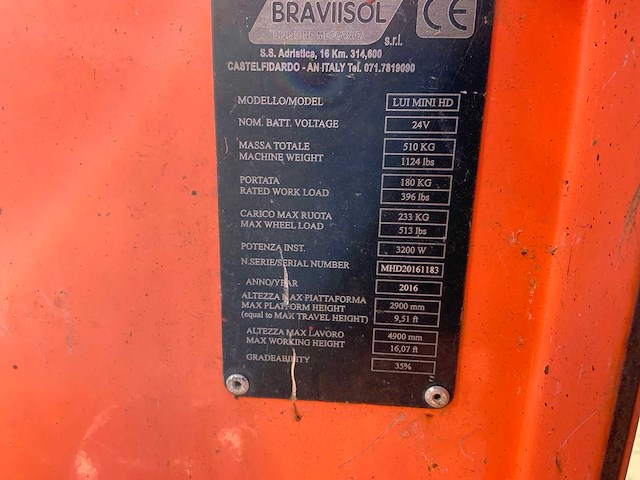 BRAVIISOL
DIVISIONE MECCANICA
s.r.l.
CE
S.S. Adriatica, 16 Km. 314,600
CASTELFIDARDO - AN ITALY Tel. 071.7819090
MODELLO/MODEL LUI MINI HD
NOM. BATT. VOLTAGE 24V
MASSA TOTALE 510 KG
MACHINE WEIGHT 1124 lbs
PORTATA 180 KG
RATED WORK LOAD 396 lbs
CARICO MAX RUOTA 233 KG
MAX WHEEL LOAD 513 lbs
POTENZA INST. 3200 W
N.SERIE/SERIAL NUMBER MHD20161183
ANNO/YEAR 2016
ALTEZZA MAX PIATTAFORMA 2900 mm
MAX PLATFORM HEIGHT 9,51 ft
(equal to MAX TRAVEL HEIGHT)
ALTEZZA MAX LAVORO 4900 mm
MAX WORKING HEIGHT 16,07 ft
GRADEABILITY 35%